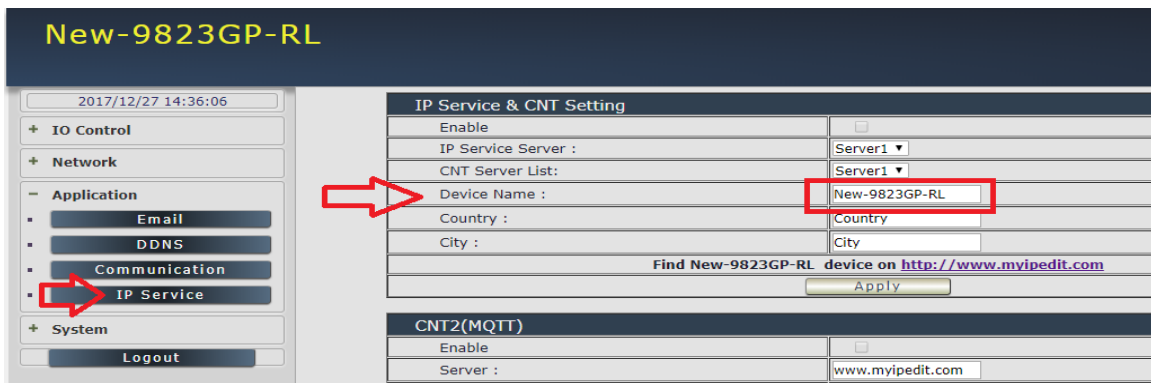 New-9823GP-RL
2017/12/27 14:36:06
+ IO Control
+ Network
− Application
Email
DDNS
Communication
IP Service
+ System
Logout
IP Service & CNT Setting
Enable
IP Service Server : Server1 ▼
CNT Server List: Server1 ▼
Device Name : New-9823GP-RL
Country : Country
City : City
Find New-9823GP-RL device on http://www.myipedit.com
Apply
CNT2(MQTT)
Enable
Server : www.myipedit.com